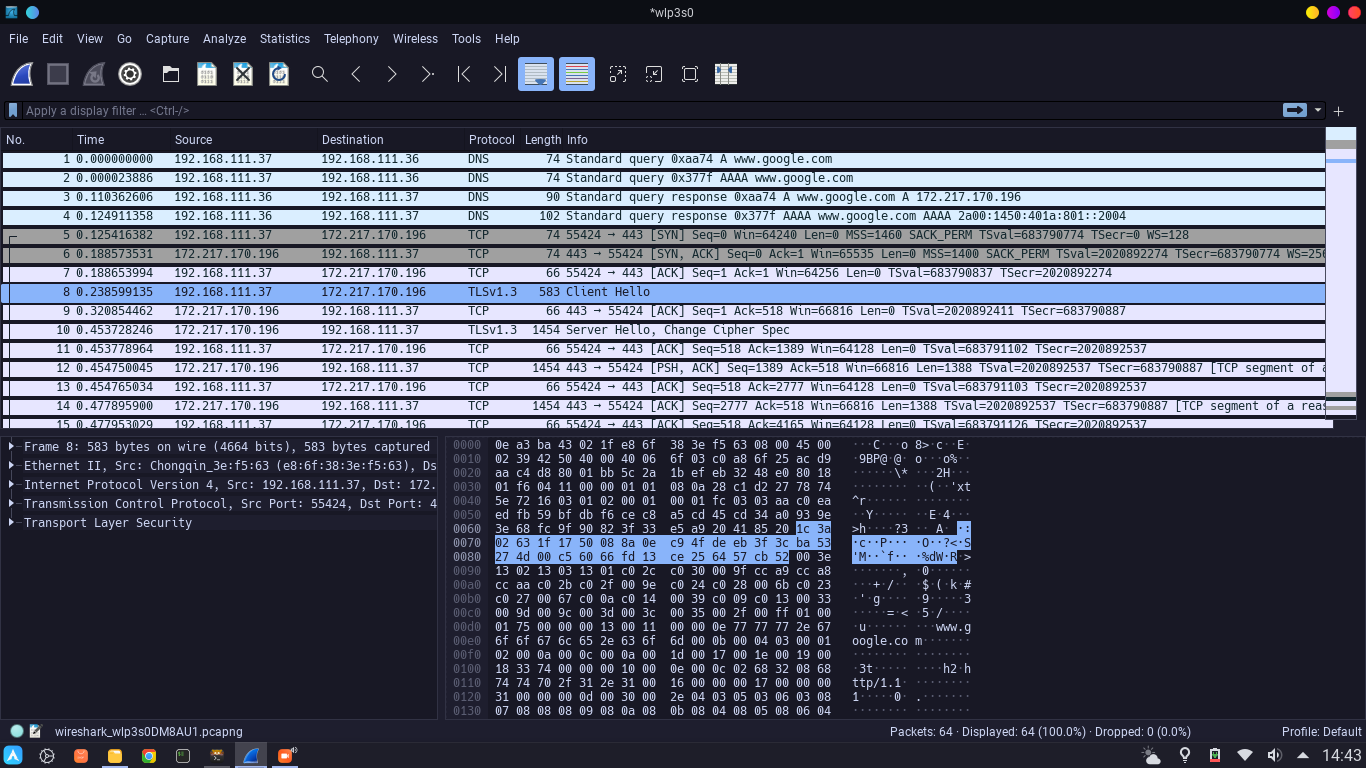 *wlp3s0
File Edit View Go Capture Analyze Statistics Telephony Wireless Tools Help
Apply a display filter … <Ctrl-/>
No. Time Source Destination Protocol Length Info
1 0.000000000 192.168.111.37 192.168.111.36 DNS 74 Standard query 0xaa74 A www.google.com
2 0.000023886 192.168.111.37 192.168.111.36 DNS 74 Standard query 0x377f AAAA www.google.com
3 0.110362606 192.168.111.36 192.168.111.37 DNS 90 Standard query response 0xaa74 A www.google.com A 172.217.170.196
4 0.124911358 192.168.111.36 192.168.111.37 DNS 102 Standard query response 0x377f AAAA www.google.com AAAA 2a00:1450:401a:801::2004
5 0.125416382 192.168.111.37 172.217.170.196 TCP 74 55424 → 443 [SYN] Seq=0 Win=64240 Len=0 MSS=1460 SACK_PERM TSval=683790774 TSecr=0 WS=128
6 0.188573531 172.217.170.196 192.168.111.37 TCP 74 443 → 55424 [SYN, ACK] Seq=0 Ack=1 Win=65535 Len=0 MSS=1400 SACK_PERM TSval=2020892274 TSecr=683790774 WS=256
7 0.188653994 192.168.111.37 172.217.170.196 TCP 66 55424 → 443 [ACK] Seq=1 Ack=1 Win=64256 Len=0 TSval=683790837 TSecr=2020892274
8 0.238599135 192.168.111.37 172.217.170.196 TLSv1.3 583 Client Hello
9 0.320854462 172.217.170.196 192.168.111.37 TCP 66 443 → 55424 [ACK] Seq=1 Ack=518 Win=66816 Len=0 TSval=2020892411 TSecr=683790887
10 0.453728246 172.217.170.196 192.168.111.37 TLSv1.3 1454 Server Hello, Change Cipher Spec
11 0.453778964 192.168.111.37 172.217.170.196 TCP 66 55424 → 443 [ACK] Seq=518 Ack=1389 Win=64128 Len=0 TSval=683791102 TSecr=2020892537
12 0.454750045 172.217.170.196 192.168.111.37 TCP 1454 443 → 55424 [PSH, ACK] Seq=1389 Ack=518 Win=66816 Len=1388 TSval=2020892537 TSecr=683790887 [TCP segment of a
13 0.454765034 192.168.111.37 172.217.170.196 TCP 66 55424 → 443 [ACK] Seq=518 Ack=2777 Win=64128 Len=0 TSval=683791103 TSecr=2020892537
14 0.477895900 172.217.170.196 192.168.111.37 TCP 1454 443 → 55424 [ACK] Seq=2777 Ack=518 Win=66816 Len=1388 TSval=2020892537 TSecr=683790887 [TCP segment of a reas
15 0.477953029 192.168.111.37 172.217.170.196 TCP 66 55424 → 443 [ACK] Seq=518 Ack=4165 Win=64128 Len=0 TSval=683791126 TSecr=2020892537
Frame 8: 583 bytes on wire (4664 bits), 583 bytes captured
Ethernet II, Src: Chongqin_3e:f5:63 (e8:6f:38:3e:f5:63), Ds
Internet Protocol Version 4, Src: 192.168.111.37, Dst: 172.
Transmission Control Protocol, Src Port: 55424, Dst Port: 4
Transport Layer Security
0000 0e a3 ba 43 02 1f e8 6f 38 3e f5 63 08 00 45 00 ···C···o 8>·c··E·
0010 02 39 42 50 40 00 40 06 6f 03 c0 a8 6f 25 ac d9 ·9BP@·@· o···o%··
0020 aa c4 d8 80 01 bb 5c 2a 1b ef eb 32 48 e0 80 18 ······\* ···2H···
0030 01 f6 04 11 00 00 01 01 08 0a 28 c1 d2 27 78 74 ········ ··(··'xt
0040 5e 72 16 03 01 02 00 01 00 01 fc 03 03 aa c0 ea ^r······ ········
0050 ed fb 59 bf db f6 ce c8 a5 cd 45 cd 34 a0 93 9e ··Y····· ··E·4···
0060 3e 68 fc 9f 90 82 3f 33 e5 a9 20 41 85 20 1c 3a >h····?3 ·· A· ·:
0070 02 63 1f 17 50 08 8a 0e c9 4f de eb 3f 3c ba 53 ·c··P··· ·O··?<·S
0080 27 4d 00 c5 60 66 fd 13 ce 25 64 57 cb 52 00 3e 'M··`f·· ·%dW·R·>
0090 13 02 13 03 13 01 c0 2c c0 30 00 9f cc a9 cc a8 ·······, ·0······
00a0 cc aa c0 2b c0 2f 00 9e c0 24 c0 28 00 6b c0 23 ···+·/·· ·$·(·k·#
00b0 c0 27 00 67 c0 0a c0 14 00 39 c0 09 c0 13 00 33 ·'·g···· ·9·····3
00c0 00 9d 00 9c 00 3d 00 3c 00 35 00 2f 00 ff 01 00 ·····=·< ·5·/····
00d0 01 75 00 00 00 13 00 11 00 00 0e 77 77 77 2e 67 ·u······ ···www.g
00e0 6f 6f 67 6c 65 2e 63 6f 6d 00 0b 00 04 03 00 01 oogle.co m·······
00f0 02 00 0a 00 0c 00 0a 00 1d 00 17 00 1e 00 19 00 ········ ········
0100 18 33 74 00 00 00 10 00 0e 00 0c 02 68 32 08 68 ·3t····· ····h2·h
0110 74 74 70 2f 31 2e 31 00 16 00 00 00 17 00 00 00 ttp/1.1· ········
0120 31 00 00 00 0d 00 30 00 2e 04 03 05 03 06 03 08 1·····0· .·······
0130 07 08 08 08 09 08 0a 08 0b 08 04 08 05 08 06 04 ········ ········
wireshark_wlp3s0DM8AU1.pcapng Packets: 64 · Displayed: 64 (100.0%) · Dropped: 0 (0.0%) Profile: Default
14:43